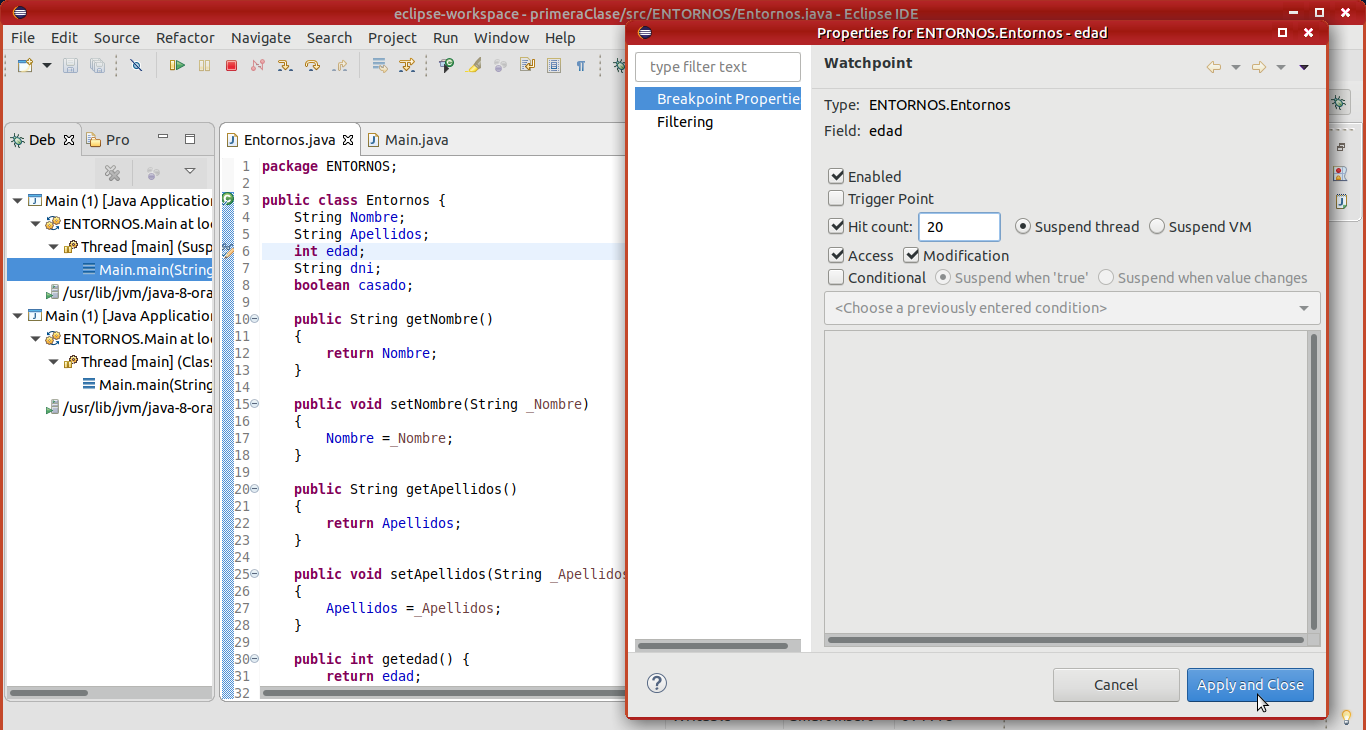 eclipse-workspace - primeraClase/src/ENTORNOS/Entornos.java - Eclipse IDE
File Edit Source Refactor Navigate Search Project Run Window Help
Deb Pro
Main (1) [Java Applicatio
ENTORNOS.Main at lo
Thread [main] (Susp
Main.main(String
/usr/lib/jvm/java-8-ora
Main (1) [Java Applicatio
ENTORNOS.Main at lo
Thread [main] (Clas
Main.main(String
/usr/lib/jvm/java-8-ora
Entornos.java Main.java
1 package ENTORNOS;
2
3 public class Entornos {
4 String Nombre;
5 String Apellidos;
6 int edad;
7 String dni;
8 boolean casado;
9
10 public String getNombre()
11 {
12 return Nombre;
13 }
14
15 public void setNombre(String _Nombre)
16 {
17 Nombre =_Nombre;
18 }
19
20 public String getApellidos()
21 {
22 return Apellidos;
23 }
24
25 public void setApellidos(String _Apellidos
26 {
27 Apellidos =_Apellidos;
28 }
29
30 public int getedad() {
31 return edad;
32
Properties for ENTORNOS.Entornos - edad
type filter text
Breakpoint Propertie
Filtering
Watchpoint
Type: ENTORNOS.Entornos
Field: edad
Enabled
Trigger Point
Hit count: 20 Suspend thread Suspend VM
Access Modification
Conditional Suspend when 'true' Suspend when value changes
<Choose a previously entered condition>
? Cancel Apply and Close